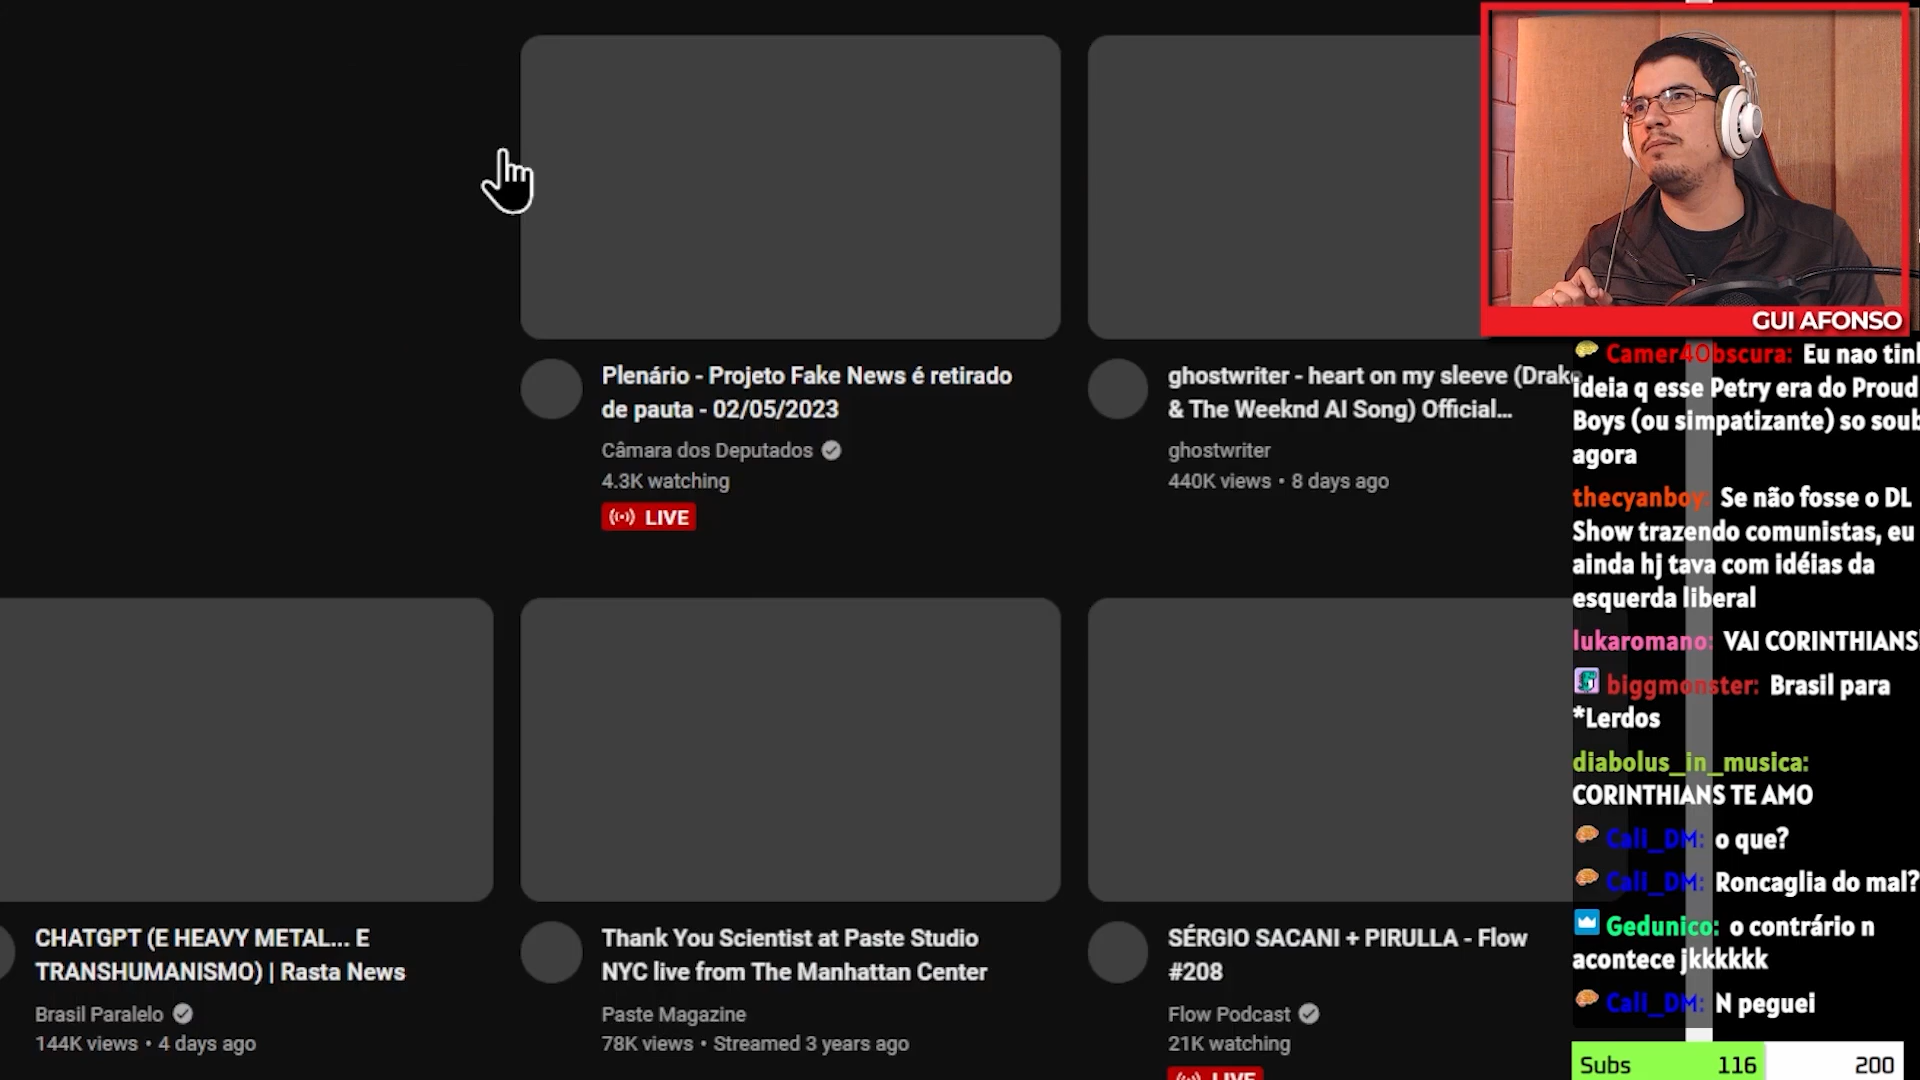 Plenário - Projeto Fake News é retirado
de pauta - 02/05/2023
Câmara dos Deputados
4.3K watching
LIVE
ghostwriter - heart on my sleeve (Drake
& The Weeknd AI Song) Official...
ghostwriter
440K views • 8 days ago
CHATGPT (E HEAVY METAL... E
TRANSHUMANISMO) | Rasta News
Brasil Paralelo
144K views • 4 days ago
Thank You Scientist at Paste Studio
NYC live from The Manhattan Center
Paste Magazine
78K views • Streamed 3 years ago
SÉRGIO SACANI + PIRULLA - Flow
#208
Flow Podcast
21K watching
LIVE
GUI AFONSO
Camer4Obscura: Eu nao tinh
ideia q esse Petry era do Proud
Boys (ou simpatizante) so soub
agora
thecyanboy: Se não fosse o DL
Show trazendo comunistas, eu
ainda hj tava com idéias da
esquerda liberal
lukaromano: VAI CORINTHIANS!
biggmonster: Brasil para
*Lerdos
diabolus_in_musica:
CORINTHIANS TE AMO
Cali_DM: o que?
Cali_DM: Roncaglia do mal?
Gedunico: o contrário n
acontece jkkkkkk
Cali_DM: N peguei
Subs 116 200